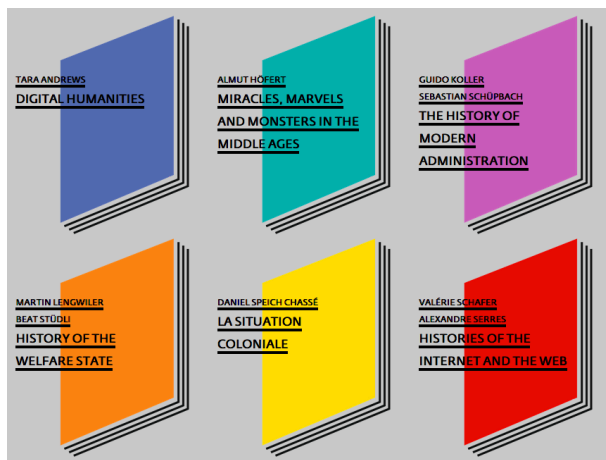 TARA ANDREWS
DIGITAL HUMANITIES
ALMUT HÖFERT
MIRACLES, MARVELS
AND MONSTERS IN THE
MIDDLE AGES
GUIDO KOLLER
SEBASTIAN SCHÜPBACH
THE HISTORY OF
MODERN
ADMINISTRATION
MARTIN LENGWILER
BEAT STÜDLI
HISTORY OF THE
WELFARE STATE
DANIEL SPEICH CHASSÉ
LA SITUATION
COLONIALE
VALÉRIE SCHAFER
ALEXANDRE SERRES
HISTORIES OF THE
INTERNET AND THE WEB